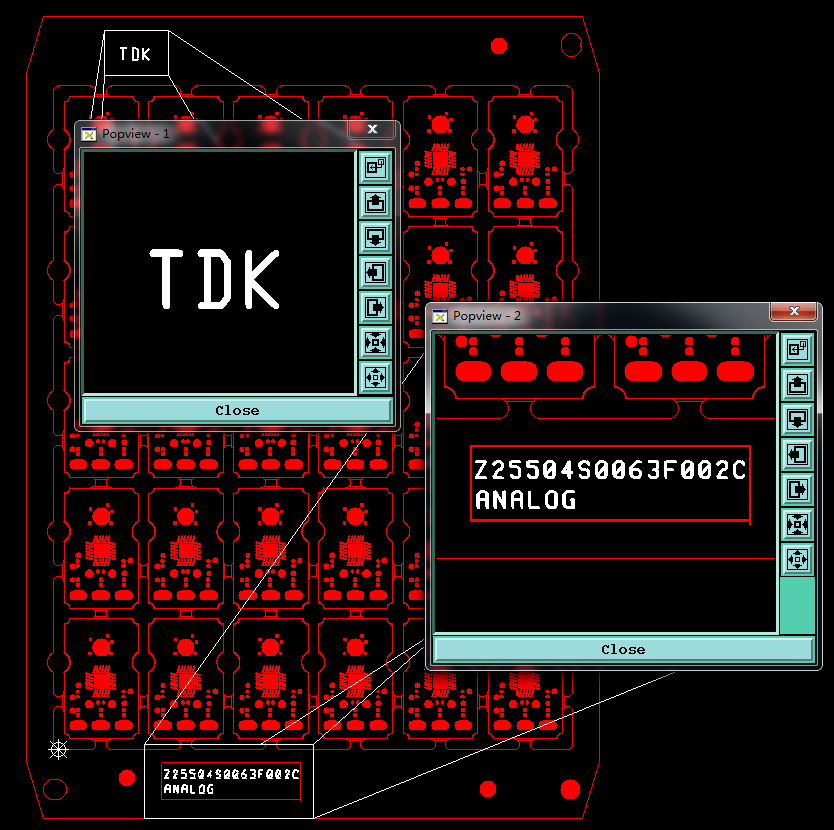 TDK
Popview - 1
TDK
Close
Popview - 2
Z25504S0063F002C
ANALOG
Close
Z25504S0063F002C
ANALOG